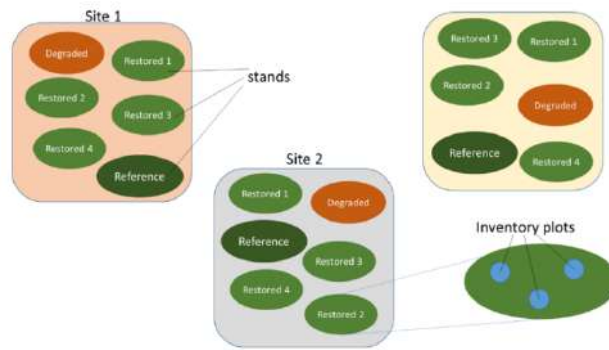 Site 1
Degraded
Restored 1
Restored 2
Restored 3
Restored 4
Reference
stands
Restored 3
Restored 1
Restored 2
Degraded
Reference
Restored 4
Site 2
Restored 1
Degraded
Reference
Restored 3
Restored 4
Restored 2
Inventory plots